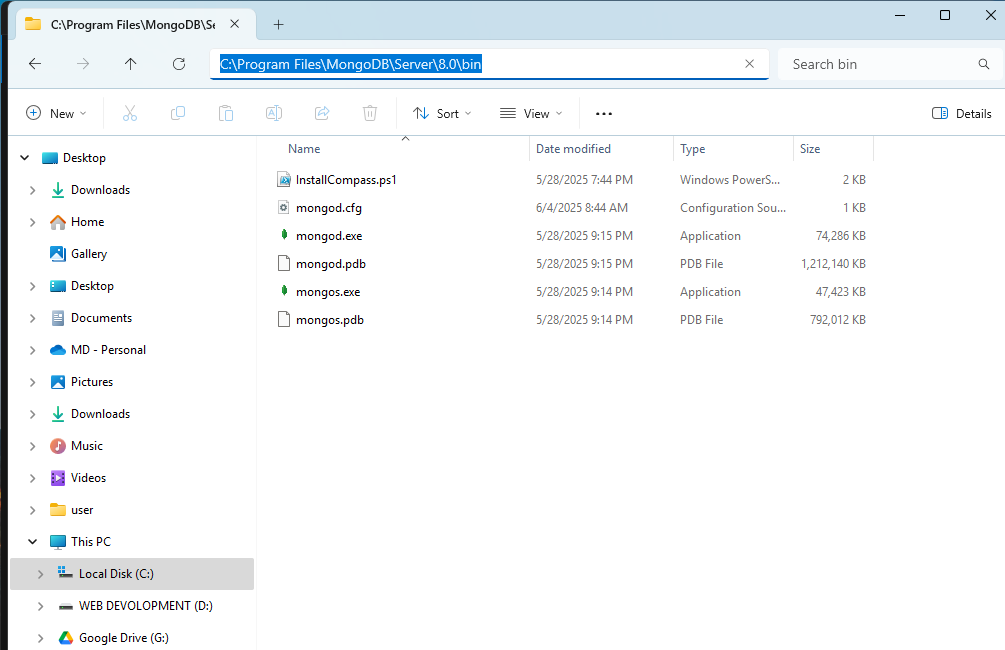 C:\Program Files\MongoDB\Se
C:\Program Files\MongoDB\Server\8.0\bin
Search bin
New
Sort
View
Details
Name Date modified Type Size
InstallCompass.ps1 5/28/2025 7:44 PM Windows PowerS... 2 KB
mongod.cfg 6/4/2025 8:44 AM Configuration Sou... 1 KB
mongod.exe 5/28/2025 9:15 PM Application 74,286 KB
mongod.pdb 5/28/2025 9:15 PM PDB File 1,212,140 KB
mongos.exe 5/28/2025 9:14 PM Application 47,423 KB
mongos.pdb 5/28/2025 9:14 PM PDB File 792,012 KB
Desktop
Downloads
Home
Gallery
Desktop
Documents
MD - Personal
Pictures
Downloads
Music
Videos
user
This PC
Local Disk (C:)
WEB DEVOLOPMENT (D:)
Google Drive (G:)